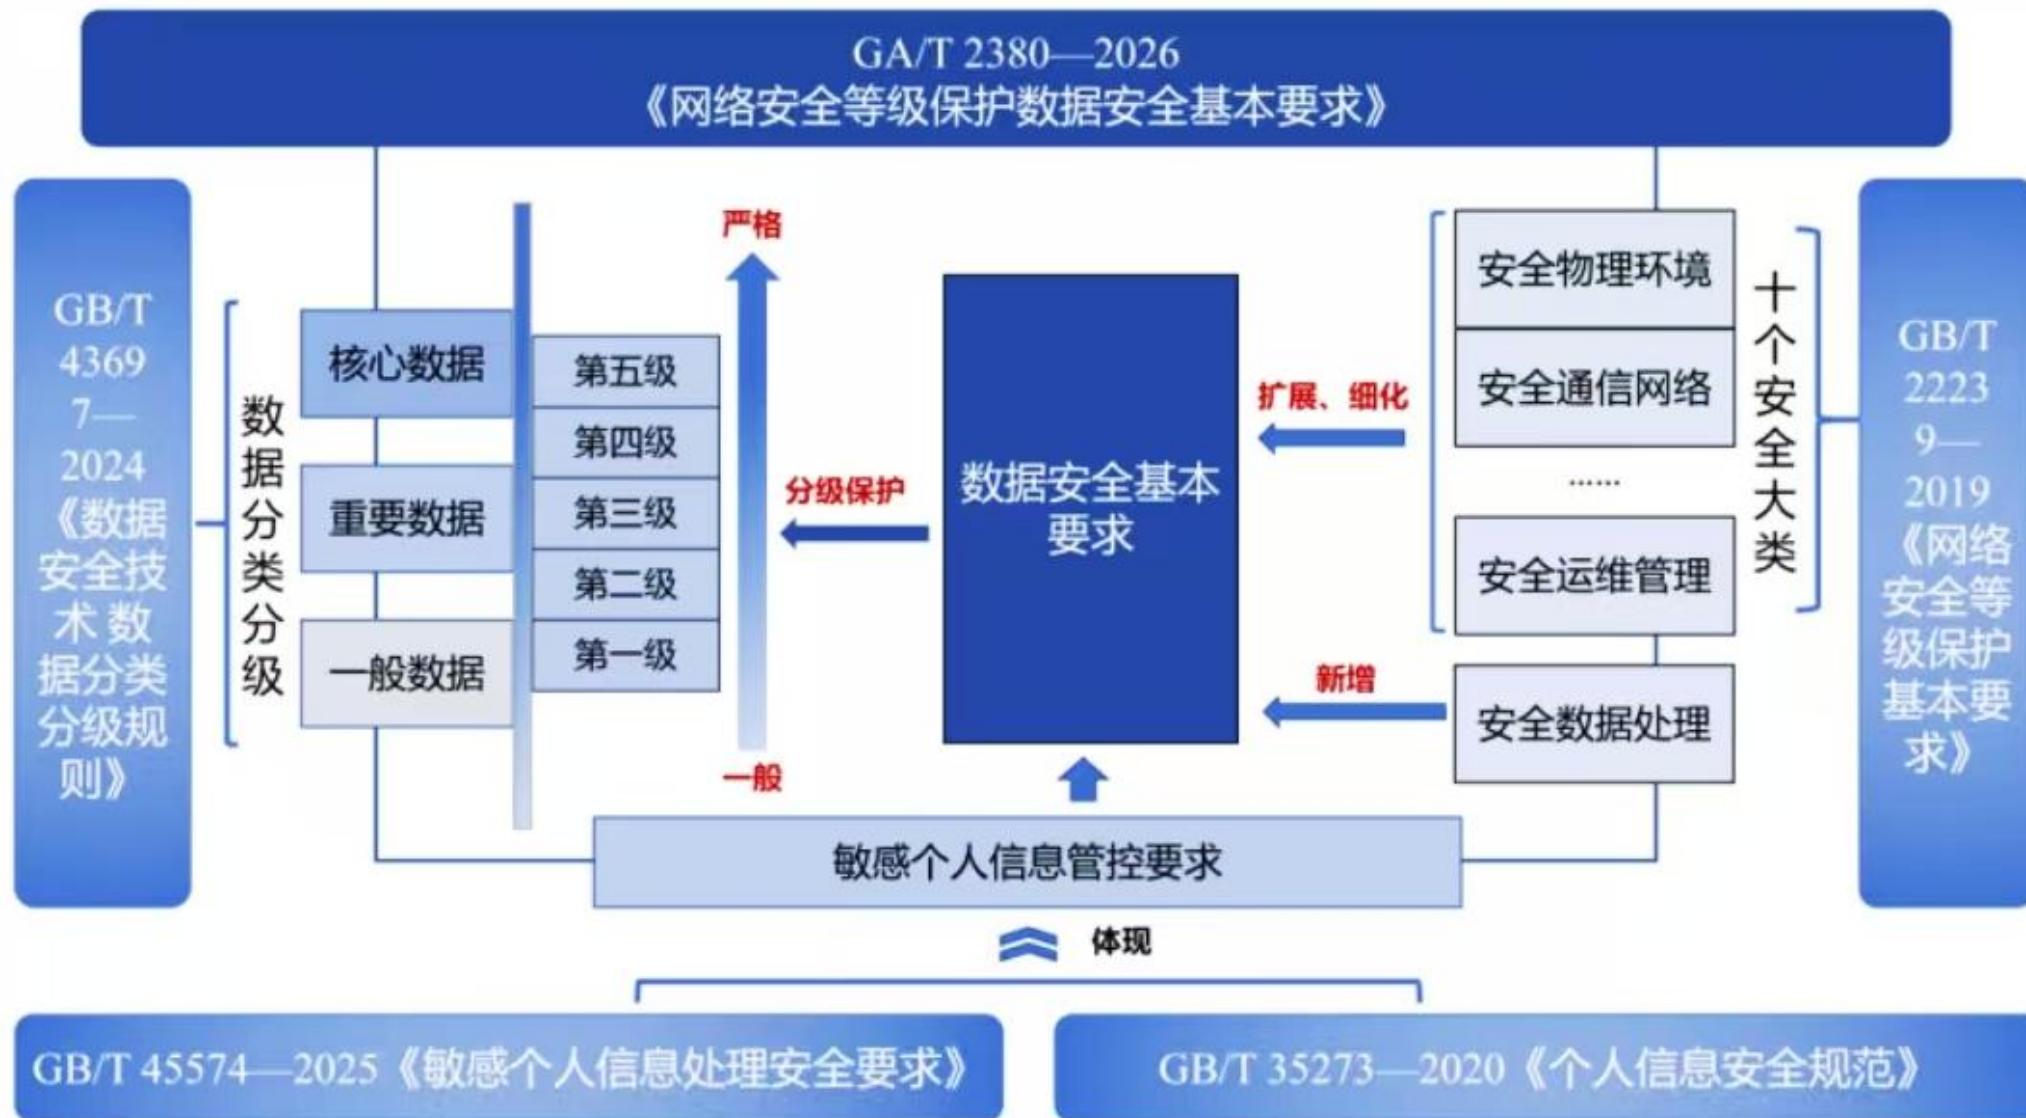 GA/T 2380—2026
《网络安全等级保护数据安全基本要求》
GB/T
4369
7—
2024
《数据
安全技
术 数
据分类
分级规
则》
数据分类分级
核心数据
重要数据
一般数据
第五级
第四级
第三级
第二级
第一级
严格
一般
分级保护
数据安全基本
要求
扩展、细化
新增
安全物理环境
安全通信网络
……
安全运维管理
安全数据处理
十个安全大类
GB/T
2223
9—
2019
《网络
安全等
级保护
基本要
求》
敏感个人信息管控要求
体现
GB/T 45574—2025《敏感个人信息处理安全要求》
GB/T 35273—2020《个人信息安全规范》